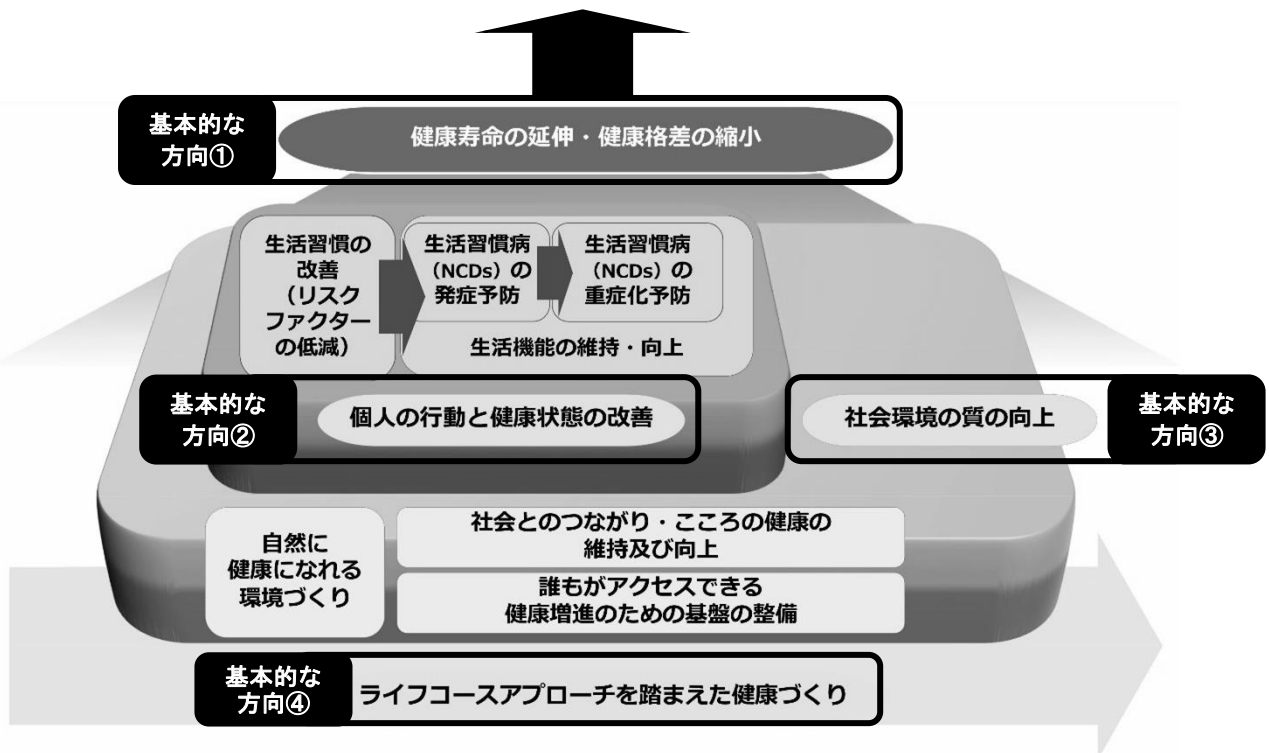 基本的な
方向①
健康寿命の延伸・健康格差の縮小
生活習慣の
改善
（リスク
ファクター
の低減）
生活習慣病
（NCDs）の
発症予防
生活習慣病
（NCDs）の
重症化予防
生活機能の維持・向上
基本的な
方向②
個人の行動と健康状態の改善
社会環境の質の向上
基本的な
方向③
自然に
健康になれる
環境づくり
社会とのつながり・こころの健康の
維持及び向上
誰もがアクセスできる
健康増進のための基盤の整備
基本的な
方向④
ライフコースアプローチを踏まえた健康づくり